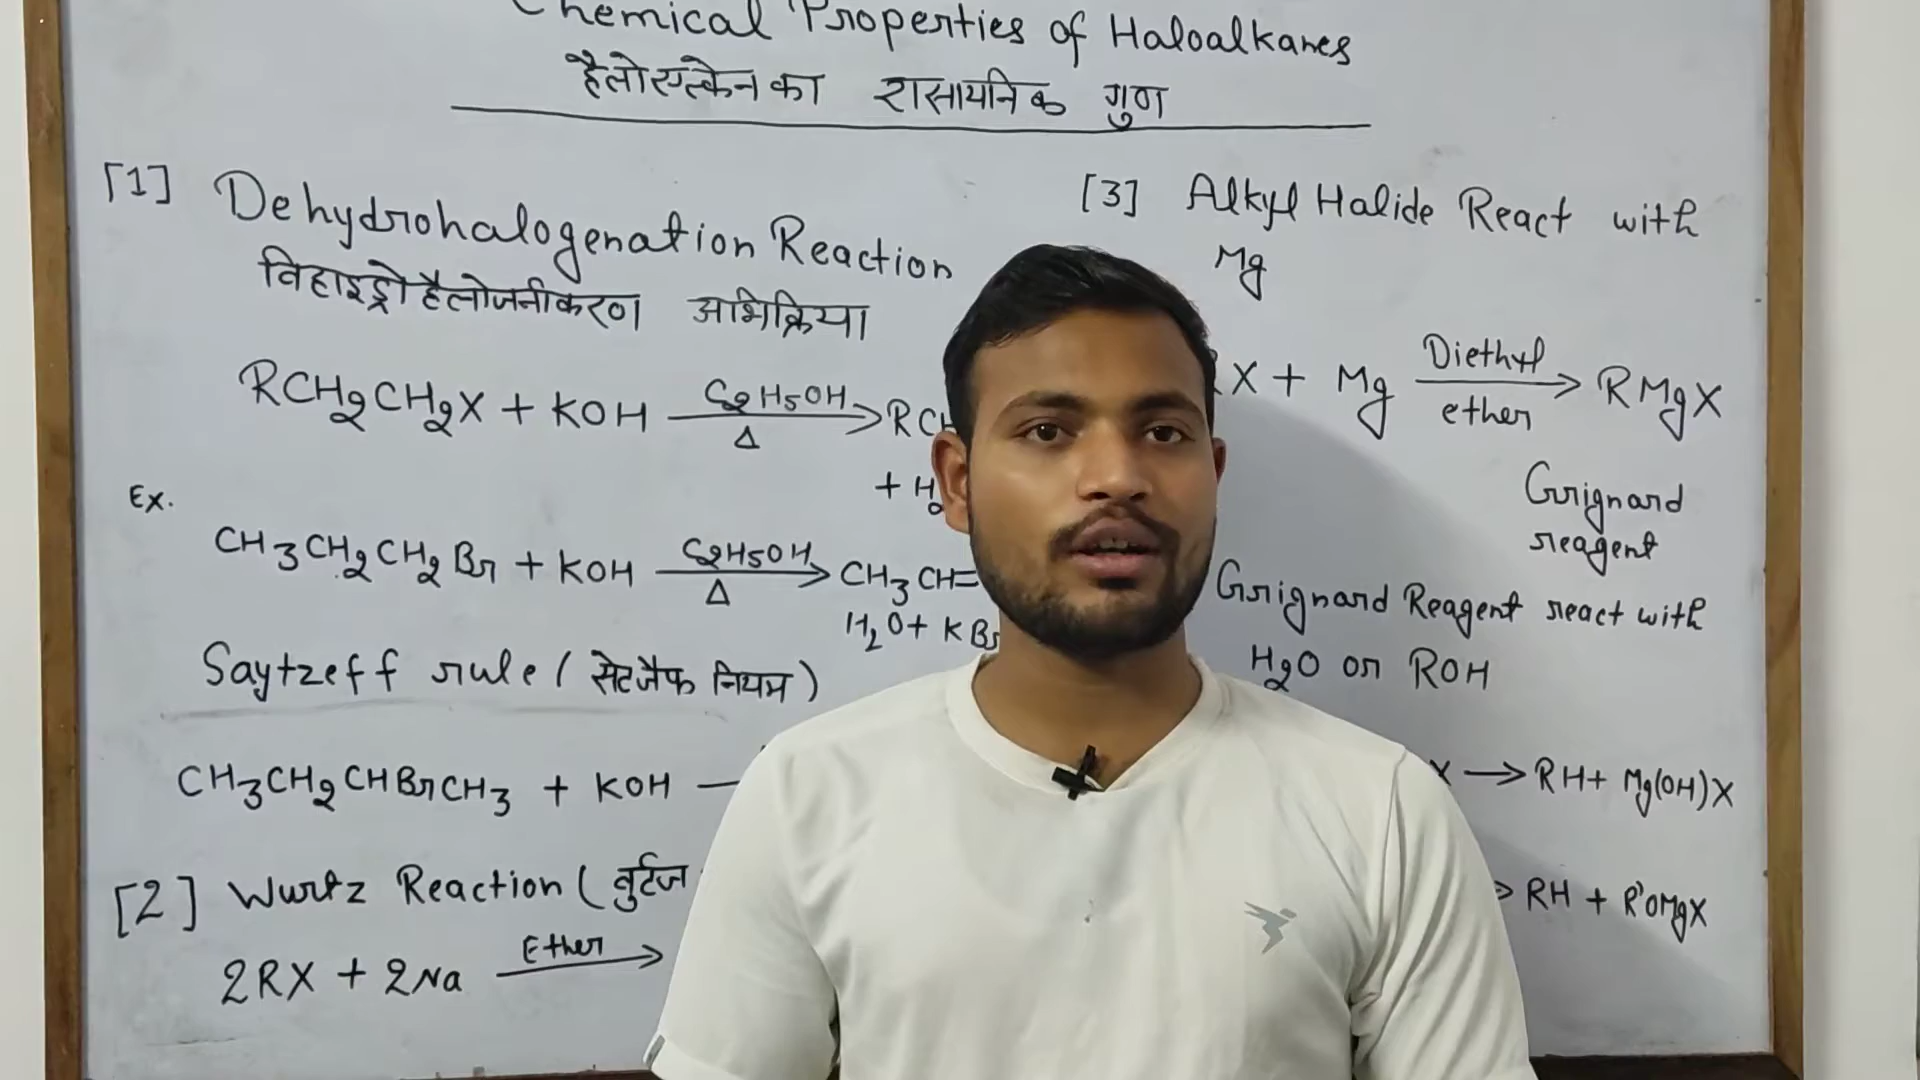 Chemical Properties of Haloalkanes
हैलोएल्केन का रासायनिक गुण
[1] Dehydrohalogenation Reaction
विहाइड्रोहैलोजनीकरण अभिक्रिया
RCH2CH2X + KOH C2H5OH → Δ RCH
+ H2
Ex.
CH3CH2CH2Br + KOH C2H5OH → Δ CH3CH=
H2O + KBr
Saytzeff rule (सेटजैफ नियम)
CH3CH2CHBrCH3 + KOH
[2] Wurtz Reaction (वुर्टज
2RX + 2Na Ether →
[3] Alkyl Halide React with
Mg
RX + Mg Diethyl → ether RMgX
Grignard
reagent
Grignard Reagent react with
H2O or ROH
X → RH + Mg(OH)X
→ RH + R'OMgX